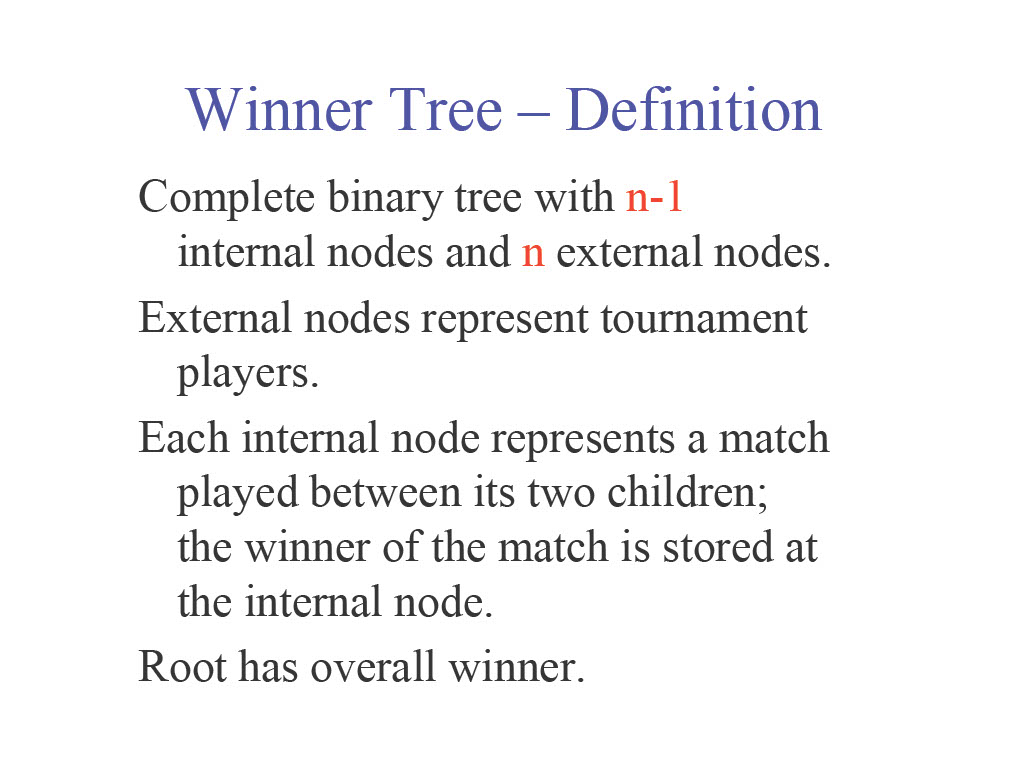 Winner Tree – Definition
Complete binary tree with n-1
internal nodes and n external nodes.
External nodes represent tournament
players.
Each internal node represents a match
played between its two children;
the winner of the match is stored at
the internal node.
Root has overall winner.